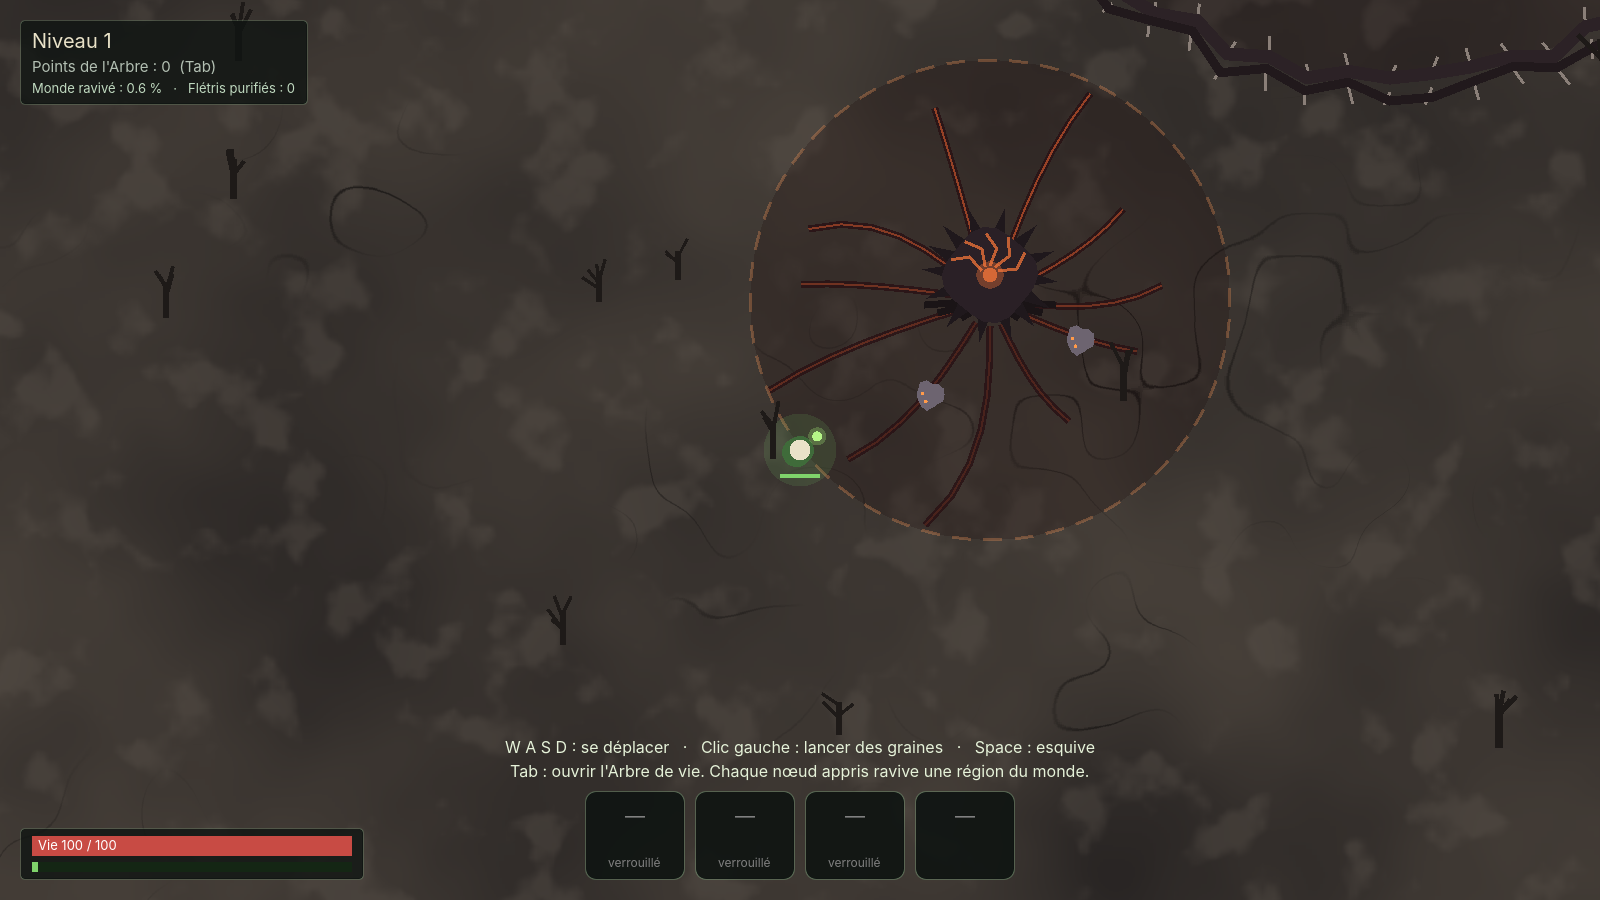 Niveau 1
Points de l'Arbre : 0 (Tab)
Monde ravivé : 0.6 % · Flétris purifiés : 0
W A S D : se déplacer · Clic gauche : lancer des graines · Space : esquive
Tab : ouvrir l'Arbre de vie. Chaque nœud appris ravive une région du monde.
— — — —
verrouillé verrouillé verrouillé
Vie 100 / 100